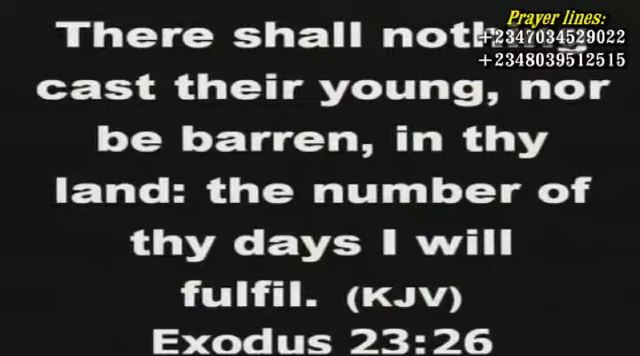 Prayer lines:
+2347034529022
+2348039512515
There shall nothing
cast their young, nor
be barren, in thy
land: the number of
thy days I will
fulfil. (KJV)
Exodus 23:26